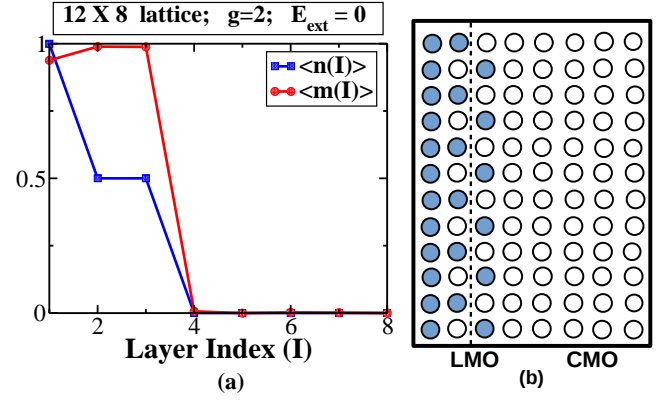 12 X 8 lattice; g=2; E_ext = 0
1
0.5
0
<n(I)>
<m(I)>
2 4 6 8
Layer Index (I)
(a)
LMO CMO
(b)